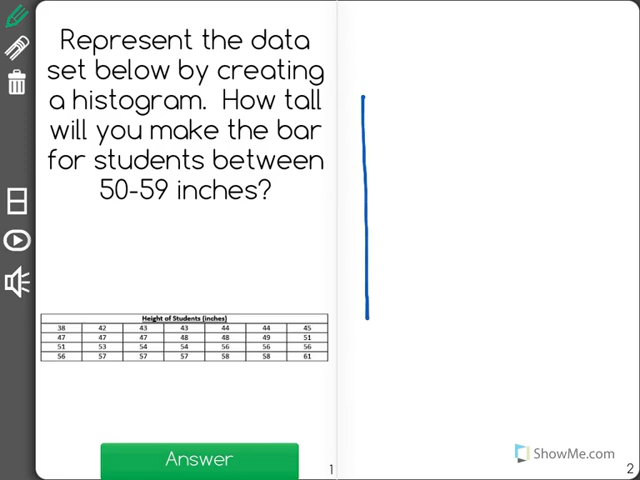 Represent the data
set below by creating
a histogram. How tall
will you make the bar
for students between
50-59 inches?
Height of Students (inches)
38 42 43 43 44 44 45
47 47 47 48 48 49 51
51 53 54 54 56 56 56
56 57 57 57 58 58 61
Answer
1
ShowMe.com
2